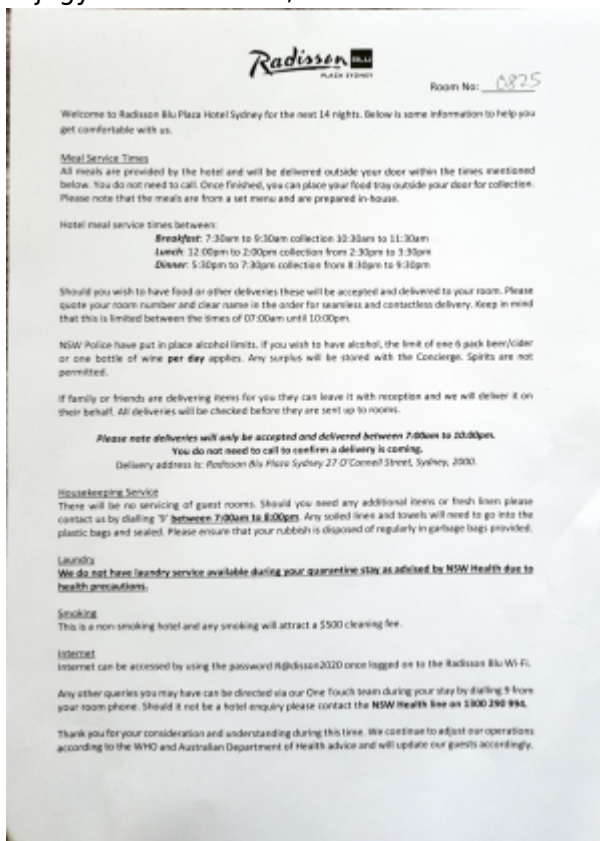 Radisson BLU
PLAZA SYDNEY
Room No: 0825
Welcome to Radisson Blu Plaza Hotel Sydney for the next 14 nights. Below is some information to help you
get comfortable with us.
Meal Service Times
All meals are provided by the hotel and will be delivered outside your door within the times mentioned
below. You do not need to call. Once finished, you can place your food tray outside your door for collection.
Please note that the meals are from a set menu and are prepared in-house.
Hotel meal service times between:
Breakfast: 7:30am to 9:30am collection 10:30am to 11:30am
Lunch: 12:00pm to 2:00pm collection from 2:30pm to 3:30pm
Dinner: 5:30pm to 7:30pm collection from 8:30pm to 9:30pm
Should you wish to have food or other deliveries these will be accepted and delivered to your room. Please
quote your room number and clear name in the order for seamless and contactless delivery. Keep in mind
that this is limited between the times of 07:00am until 10:00pm.
NSW Police have put in place alcohol limits. If you wish to have alcohol, the limit of one 6 pack beer/cider
or one bottle of wine per day applies. Any surplus will be stored with the Concierge. Spirits are not
permitted.
If family or friends are delivering items for you they can leave it with reception and we will deliver it on
their behalf. All deliveries will be checked before they are sent up to rooms.
Please note deliveries will only be accepted and delivered between 7:00am to 10:00pm.
You do not need to call to confirm a delivery is coming.
Delivery address is: Radisson Blu Plaza Sydney 27 O'Connell Street, Sydney, 2000.
Housekeeping Service
There will be no servicing of guest rooms. Should you need any additional items or fresh linen please
contact us by dialling '9' between 7:00am to 8:00pm. Any soiled linen and towels will need to go into the
plastic bags and sealed. Please ensure that your rubbish is disposed of regularly in garbage bags provided.
Laundry
We do not have laundry service available during your quarantine stay as advised by NSW Health due to
health precautions.
Smoking
This is a non-smoking hotel and any smoking will attract a $500 cleaning fee.
Internet
Internet can be accessed by using the password R@disson2020 once logged on to the Radisson Blu Wi-Fi.
Any other queries you may have can be directed via our One Touch team during your stay by dialling 9 from
your room phone. Should it not be a hotel enquiry please contact the NSW Health line on 1300 290 994.
Thank you for your consideration and understanding during this time. We continue to adjust our operations
according to the WHO and Australian Department of Health advice and will update our guests accordingly.